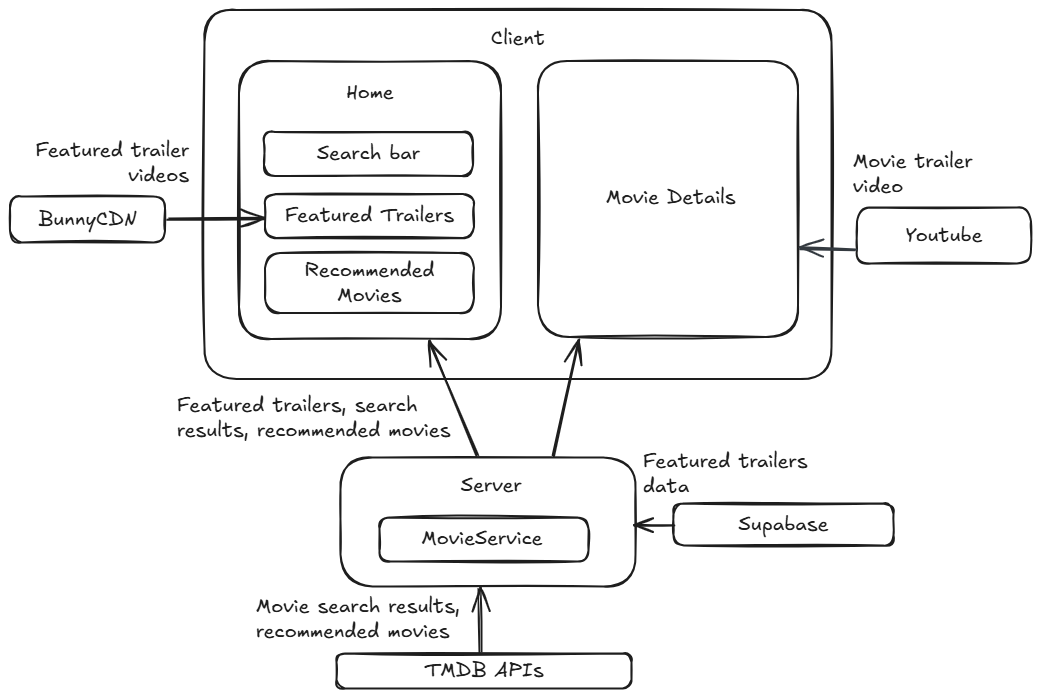 Client
Home
Search bar
Featured Trailers
Recommended
Movies
Movie Details
Featured trailer
videos
BunnyCDN
Movie trailer
video
Youtube
Featured trailers, search
results, recommended movies
Server
MovieService
Featured trailers
data
Supabase
Movie search results,
recommended movies
TMDB APIs